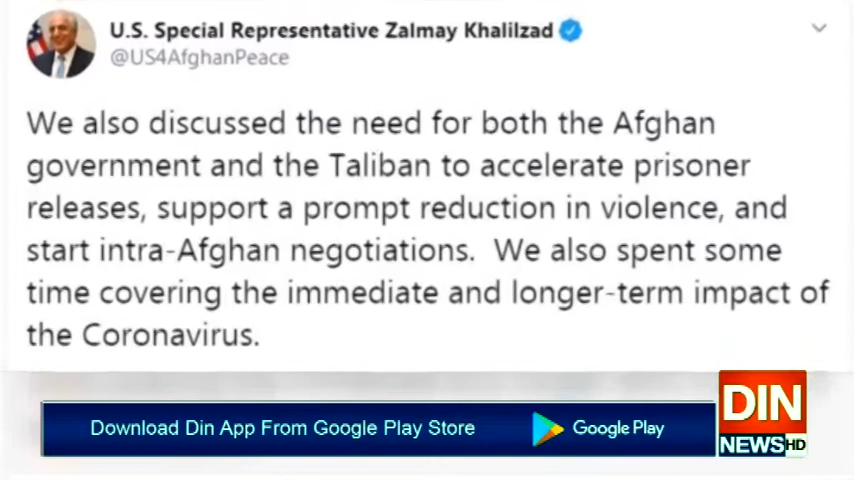 U.S. Special Representative Zalmay Khalilzad
@US4AfghanPeace
We also discussed the need for both the Afghan
government and the Taliban to accelerate prisoner
releases, support a prompt reduction in violence, and
start intra-Afghan negotiations. We also spent some
time covering the immediate and longer-term impact of
the Coronavirus.
Download Din App From Google Play Store
Google Play
DIN
NEWSHD